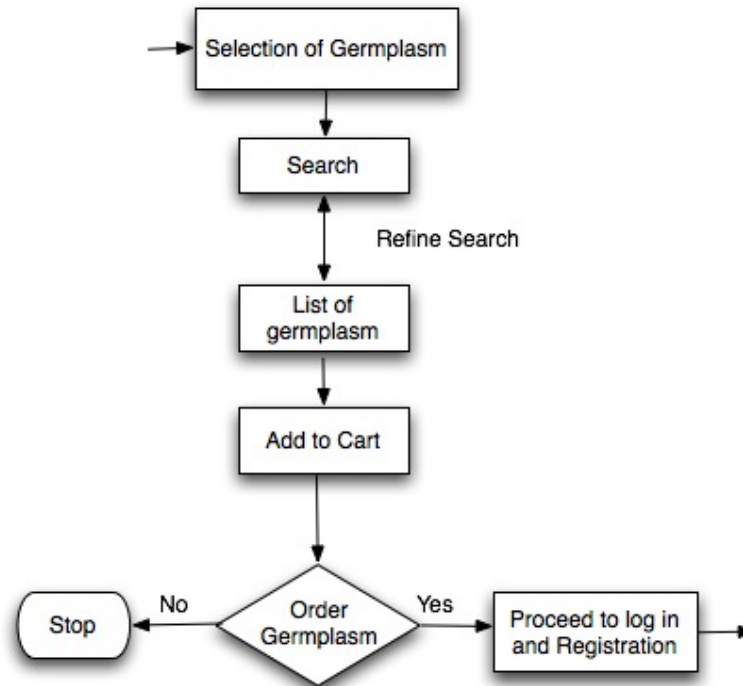 Selection of Germplasm
Search
Refine Search
List of
germplasm
Add to Cart
No
Order
Germplasm
Yes
Stop
Proceed to log in
and Registration